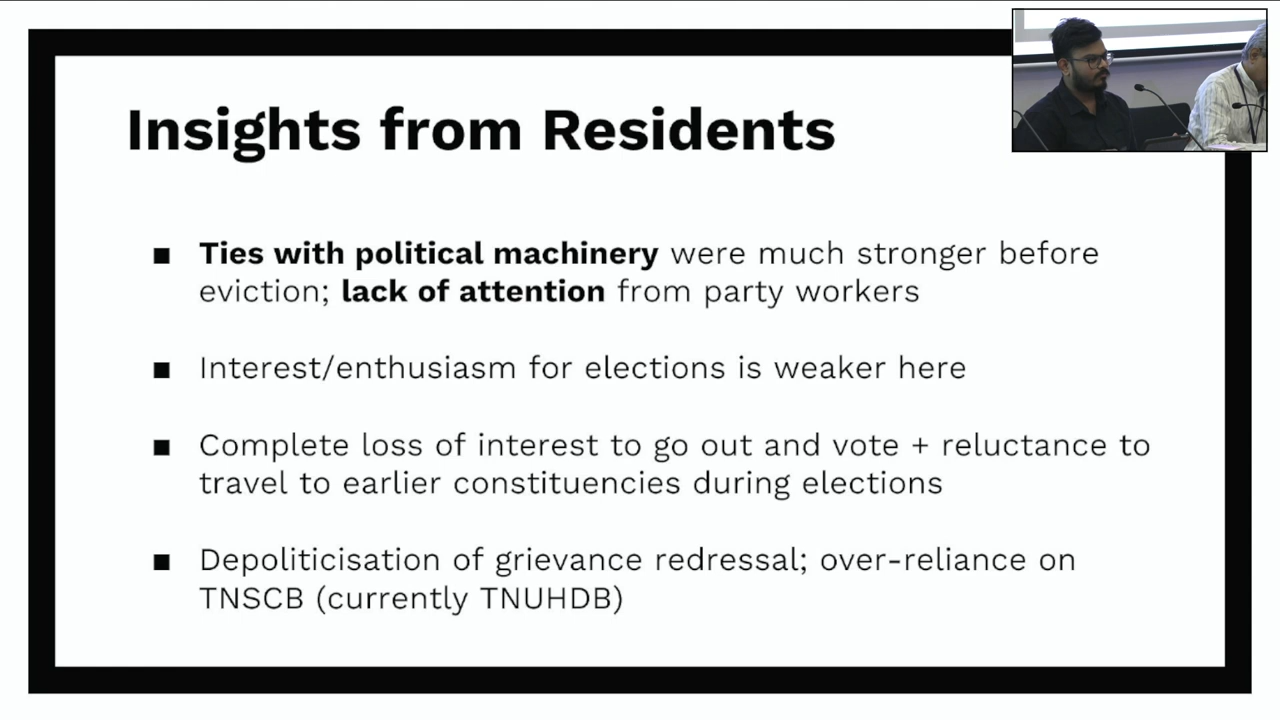 Insights from Residents
■ Ties with political machinery were much stronger before
eviction; lack of attention from party workers
■ Interest/enthusiasm for elections is weaker here
■ Complete loss of interest to go out and vote + reluctance to
travel to earlier constituencies during elections
■ Depoliticisation of grievance redressal; over-reliance on
TNSCB (currently TNUHDB)